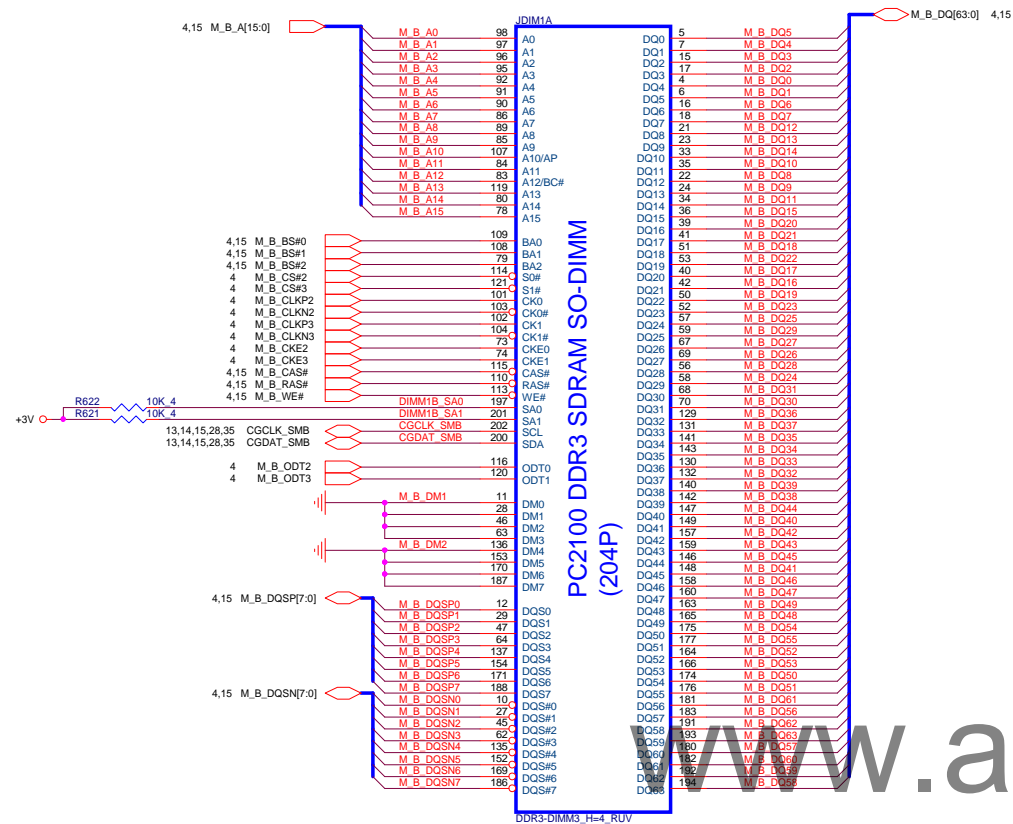 JDIM1A
4,15 M_B_A[15:0]
M_B_DQ[63:0] 4,15
M_B_A0 98 A0
M_B_A1 97 A1
M_B_A2 96 A2
M_B_A3 95 A3
M_B_A4 92 A4
M_B_A5 91 A5
M_B_A6 90 A6
M_B_A7 86 A7
M_B_A8 89 A8
M_B_A9 85 A9
M_B_A10 107 A10/AP
M_B_A11 84 A11
M_B_A12 83 A12/BC#
M_B_A13 119 A13
M_B_A14 80 A14
M_B_A15 78 A15
4,15 M_B_BS#0 109 BA0
4,15 M_B_BS#1 108 BA1
4,15 M_B_BS#2 79 BA2
4 M_B_CS#2 114 S0#
4 M_B_CS#3 121 S1#
4 M_B_CLKP2 101 CK0
4 M_B_CLKN2 103 CK0#
4 M_B_CLKP3 102 CK1
4 M_B_CLKN3 104 CK1#
4 M_B_CKE2 73 CKE0
4 M_B_CKE3 74 CKE1
4,15 M_B_CAS# 115 CAS#
4,15 M_B_RAS# 110 RAS#
4,15 M_B_WE# 113 WE#
+3V
R622 10K_4 DIMM1B_SA0 197 SA0
R621 10K_4 DIMM1B_SA1 201 SA1
13,14,15,28,35 CGCLK_SMB CGCLK_SMB 202 SCL
13,14,15,28,35 CGDAT_SMB CGDAT_SMB 200 SDA
4 M_B_ODT2 116 ODT0
4 M_B_ODT3 120 ODT1
M_B_DM1 11 DM0
28 DM1
46 DM2
63 DM3
M_B_DM2 136 DM4
153 DM5
170 DM6
187 DM7
4,15 M_B_DQSP[7:0]
M_B_DQSP0 12 DQS0
M_B_DQSP1 29 DQS1
M_B_DQSP2 47 DQS2
M_B_DQSP3 64 DQS3
M_B_DQSP4 137 DQS4
M_B_DQSP5 154 DQS5
M_B_DQSP6 171 DQS6
M_B_DQSP7 188 DQS7
4,15 M_B_DQSN[7:0]
M_B_DQSN0 10 DQS#0
M_B_DQSN1 27 DQS#1
M_B_DQSN2 45 DQS#2
M_B_DQSN3 62 DQS#3
M_B_DQSN4 135 DQS#4
M_B_DQSN5 152 DQS#5
M_B_DQSN6 169 DQS#6
M_B_DQSN7 186 DQS#7
PC2100 DDR3 SDRAM SO-DIMM
(204P)
DQ0 5 M_B_DQ5
DQ1 7 M_B_DQ4
DQ2 15 M_B_DQ3
DQ3 17 M_B_DQ2
DQ4 4 M_B_DQ0
DQ5 6 M_B_DQ1
DQ6 16 M_B_DQ6
DQ7 18 M_B_DQ7
DQ8 21 M_B_DQ12
DQ9 23 M_B_DQ13
DQ10 33 M_B_DQ14
DQ11 35 M_B_DQ10
DQ12 22 M_B_DQ8
DQ13 24 M_B_DQ9
DQ14 34 M_B_DQ11
DQ15 36 M_B_DQ15
DQ16 39 M_B_DQ20
DQ17 41 M_B_DQ21
DQ18 51 M_B_DQ18
DQ19 53 M_B_DQ22
DQ20 40 M_B_DQ17
DQ21 42 M_B_DQ16
DQ22 50 M_B_DQ19
DQ23 52 M_B_DQ23
DQ24 57 M_B_DQ25
DQ25 59 M_B_DQ29
DQ26 67 M_B_DQ26
DQ27 69 M_B_DQ27
DQ28 56 M_B_DQ28
DQ29 58 M_B_DQ24
DQ30 68 M_B_DQ31
DQ31 70 M_B_DQ30
DQ32 129 M_B_DQ36
DQ33 131 M_B_DQ37
DQ34 141 M_B_DQ35
DQ35 143 M_B_DQ34
DQ36 130 M_B_DQ33
DQ37 132 M_B_DQ32
DQ38 140 M_B_DQ39
DQ39 142 M_B_DQ38
DQ40 147 M_B_DQ44
DQ41 149 M_B_DQ40
DQ42 157 M_B_DQ42
DQ43 159 M_B_DQ43
DQ44 146 M_B_DQ45
DQ45 148 M_B_DQ41
DQ46 158 M_B_DQ46
DQ47 160 M_B_DQ47
DQ48 163 M_B_DQ49
DQ49 165 M_B_DQ48
DQ50 175 M_B_DQ54
DQ51 177 M_B_DQ55
DQ52 164 M_B_DQ52
DQ53 166 M_B_DQ53
DQ54 174 M_B_DQ50
DQ55 176 M_B_DQ51
DQ56 181 M_B_DQ61
DQ57 183 M_B_DQ56
DQ58 191 M_B_DQ62
DQ59 193 M_B_DQ63
DQ60 180 M_B_DQ57
DQ61 182 M_B_DQ60
DQ62 192 M_B_DQ59
DQ63 194 M_B_DQ58
www.a
DDR3-DIMM3_H=4_RUV